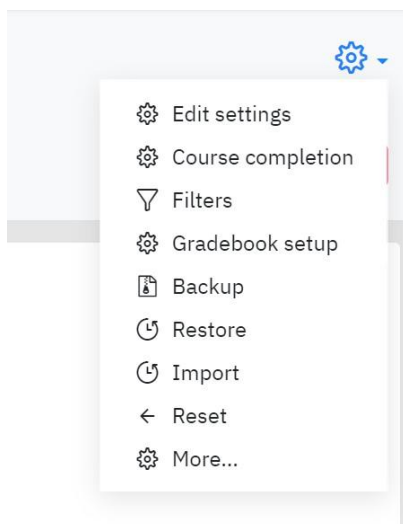 Edit settings
Course completion
Filters
Gradebook setup
Backup
Restore
Import
Reset
More...